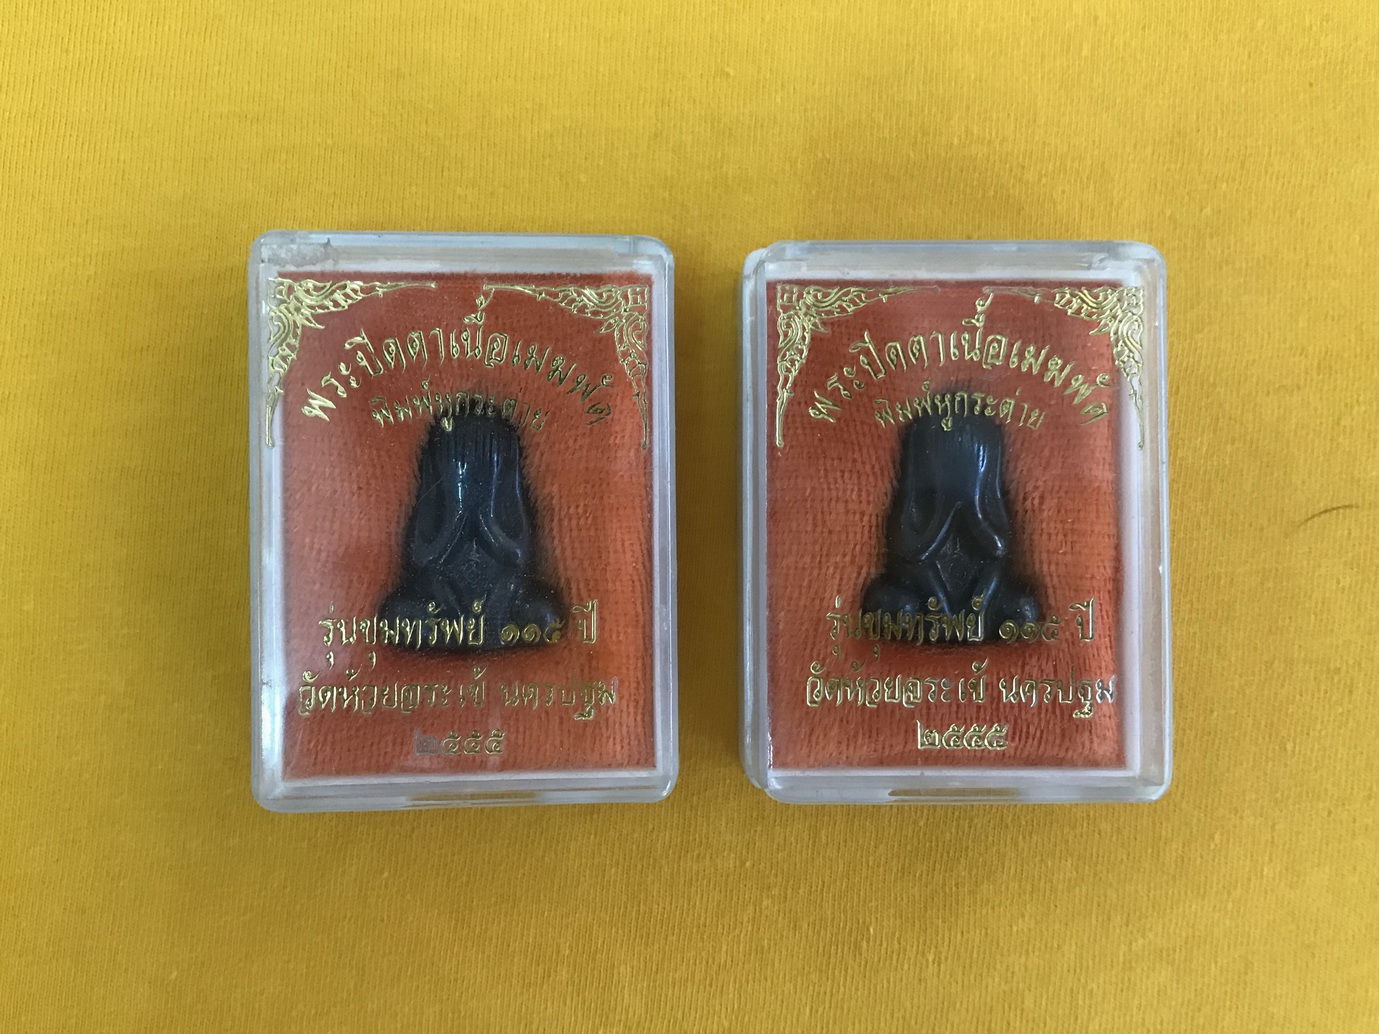 พระปิดตาเนื้อเมฆพัด
พิมพ์หูกระต่าย
รุ่นขุมทรัพย์ ๑๑๕ ปี
วัดห้วยจระเข้ นครปฐม
๒๕๕๕
พระปิดตาเนื้อเมฆพัด
พิมพ์หูกระต่าย
รุ่นขุมทรัพย์ ๑๑๕ ปี
วัดห้วยจระเข้ นครปฐม
๒๕๕๕